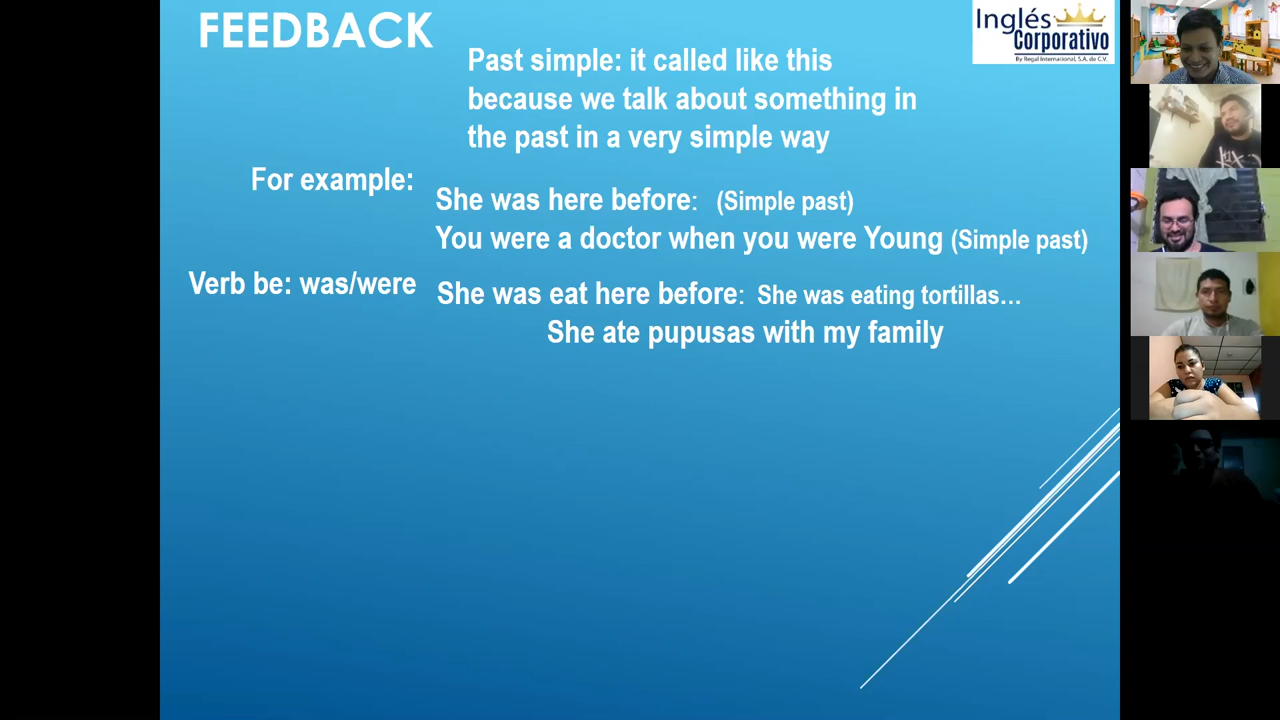 FEEDBACK
Inglés
Corporativo
By Regal International, S.A. de C.V.
Past simple: it called like this
because we talk about something in
the past in a very simple way
For example:
She was here before: (Simple past)
You were a doctor when you were Young (Simple past)
Verb be: was/were
She was eat here before: She was eating tortillas…
She ate pupusas with my family